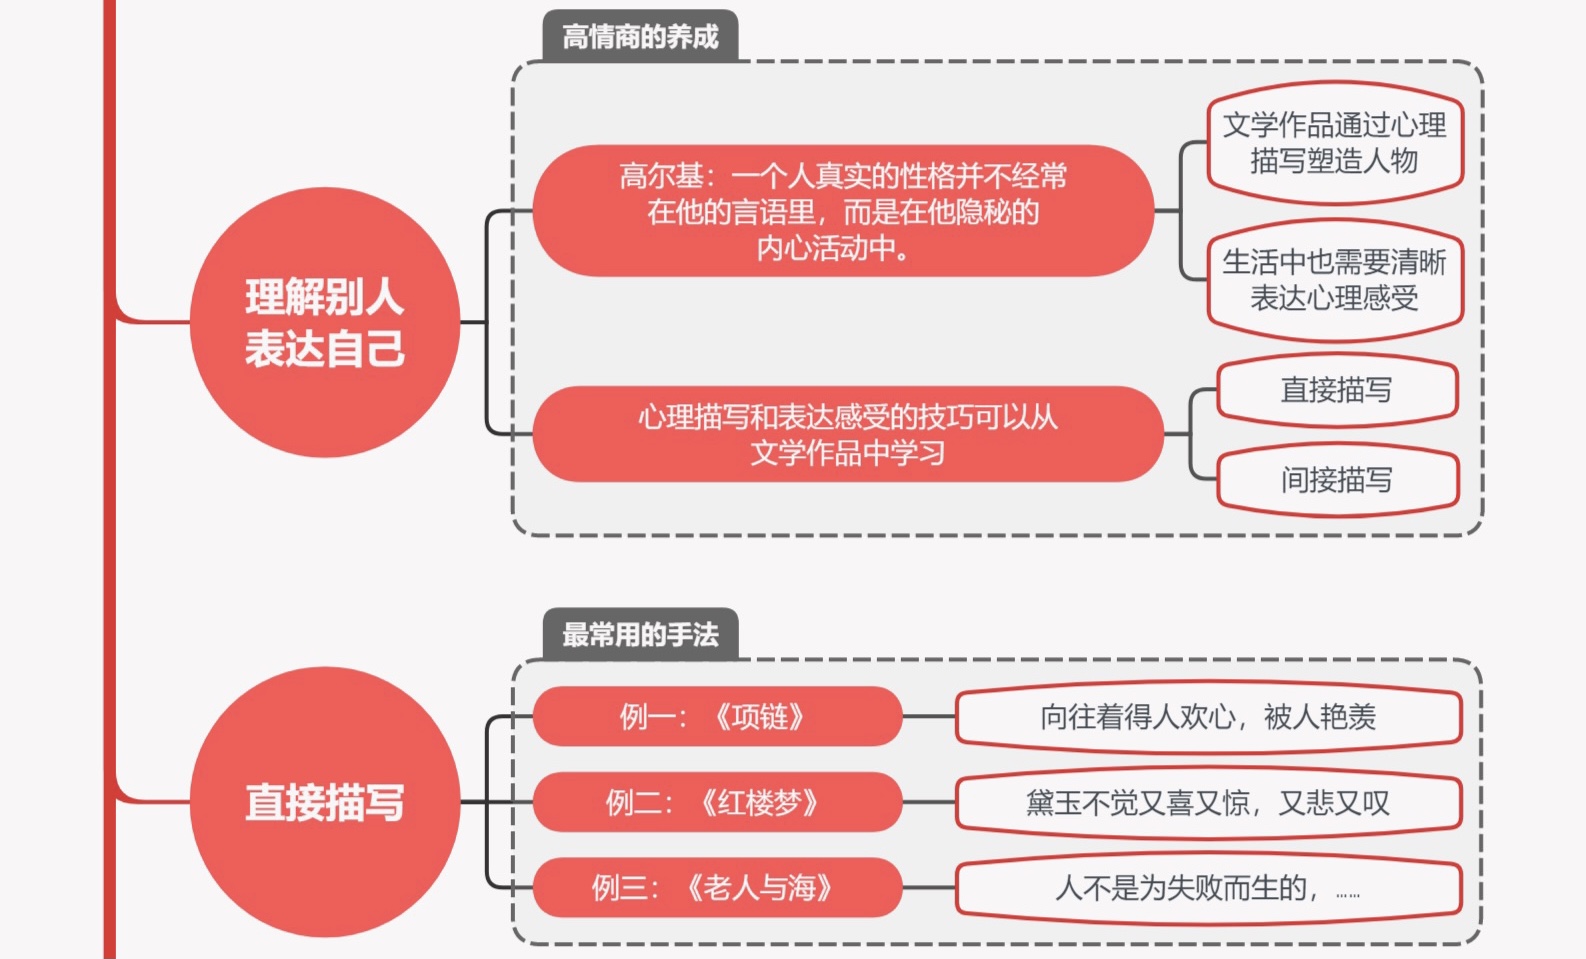 高情商的养成
理解别人
表达自己
高尔基：一个人真实的性格并不经常
在他的言语里，而是在他隐秘的
内心活动中。
文学作品通过心理
描写塑造人物
生活中也需要清晰
表达心理感受
心理描写和表达感受的技巧可以从
文学作品中学习
直接描写
间接描写
最常用的手法
直接描写
例一：《项链》
向往着得人欢心，被人艳羡
例二：《红楼梦》
黛玉不觉又喜又惊，又悲又叹
例三：《老人与海》
人不是为失败而生的，……